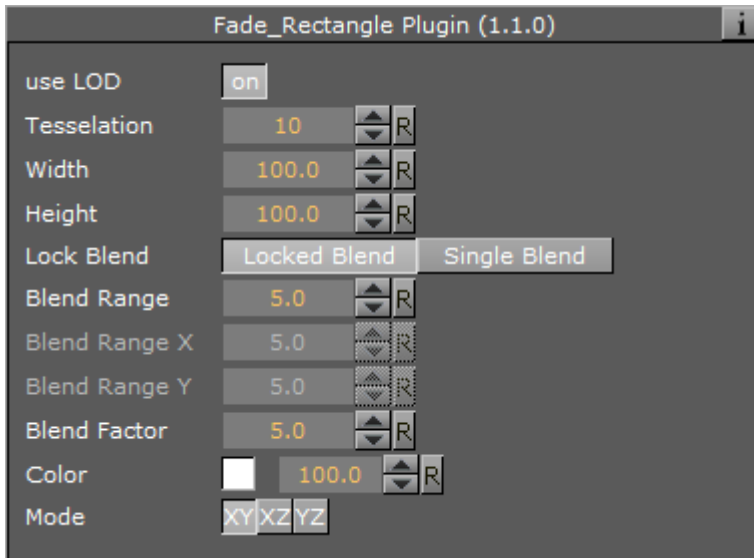 Fade_Rectangle Plugin (1.1.0) i
use LOD on
Tesselation 10 R
Width 100.0 R
Height 100.0 R
Lock Blend Locked Blend Single Blend
Blend Range 5.0 R
Blend Range X 5.0 R
Blend Range Y 5.0 R
Blend Factor 5.0 R
Color 100.0 R
Mode XY XZ YZ